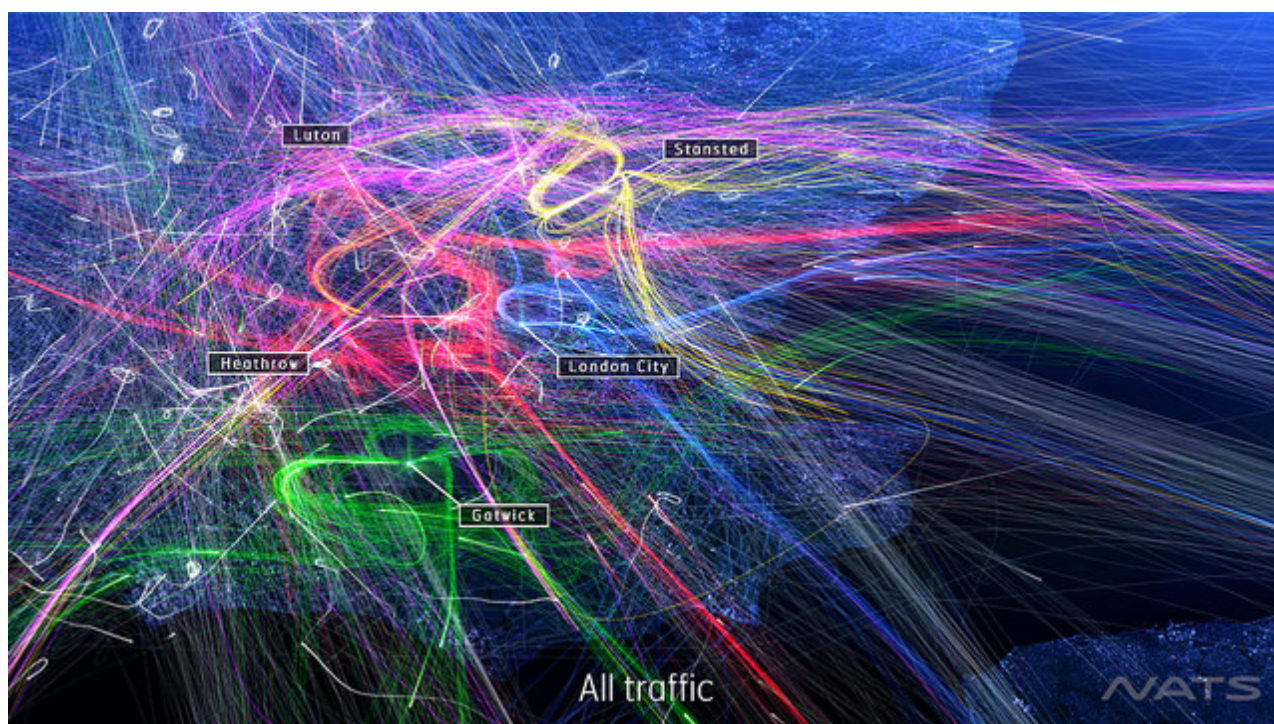 Luton
Stansted
Heathrow
London City
Gatwick
All traffic
NATS